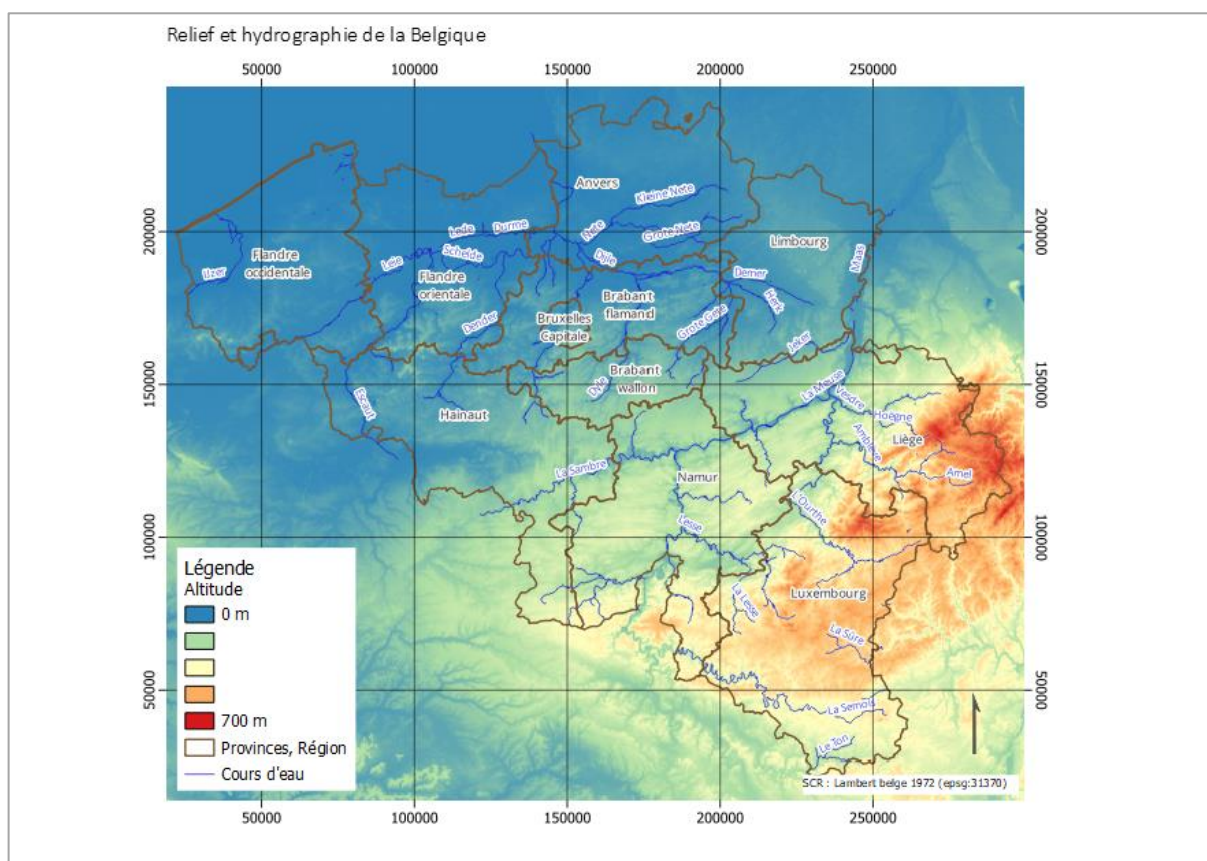 Relief et hydrographie de la Belgique
50000 100000 150000 200000 250000
Anvers
Kleine Nete
200000
200000
Lede
Durme
Nete
Grote Nete
Limbourg
Flandre
occidentale
IJzer
Leie
Schelde
Dijle
Maas
Flandre
orientale
Demer
Herk
Brabant
flamand
Bruxelles
Capitale
Dender
Grote Gete
Jeker
150000
150000
Escaut
Hainaut
Dyle
Brabant
wallon
La Meuse
Vesdre
Hoëgne
Liège
Amblève
Amel
La Sambre
Namur
L'Ourthe
Lesse
100000
100000
Luxembourg
La Lesse
La Sûre
50000
50000
La Semois
Le Ton
Légende
Altitude
0 m
700 m
Provinces, Région
Cours d'eau
SCR : Lambert belge 1972 (epsg:31370)
50000 100000 150000 200000 250000